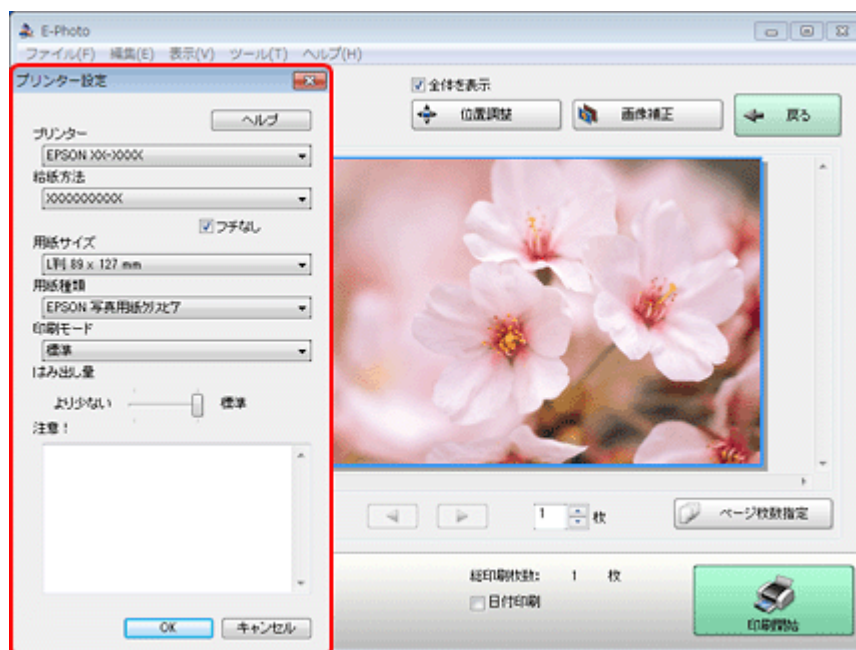 E-Photo
ファイル(F) 編集(E) 表示(V) ツール(T) ヘルプ(H)
プリンター設定
ヘルプ
プリンター
EPSON XX-XXXX
給紙方法
XXXXXXXXXX
フチなし
用紙サイズ
L判 89 x 127 mm
用紙種類
EPSON 写真用紙クリスピア
印刷モード
標準
はみ出し量
より少ない 標準
注意!
OK キャンセル
全体を表示
位置調整 画像補正 戻る
1 枚 ページ枚数指定
総印刷枚数: 1 枚
日付印刷
印刷開始